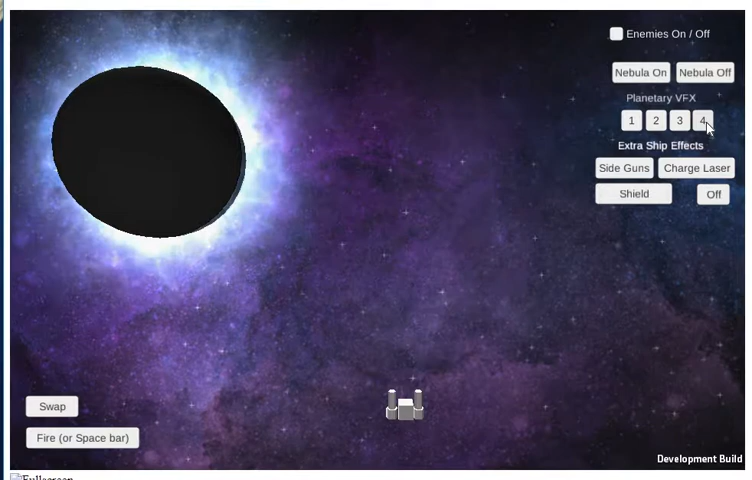 Enemies On / Off
Nebula On Nebula Off
Planetary VFX
1 2 3 4
Extra Ship Effects
Side Guns Charge Laser
Shield Off
Swap
Fire (or Space bar)
Development Build
Fullscreen